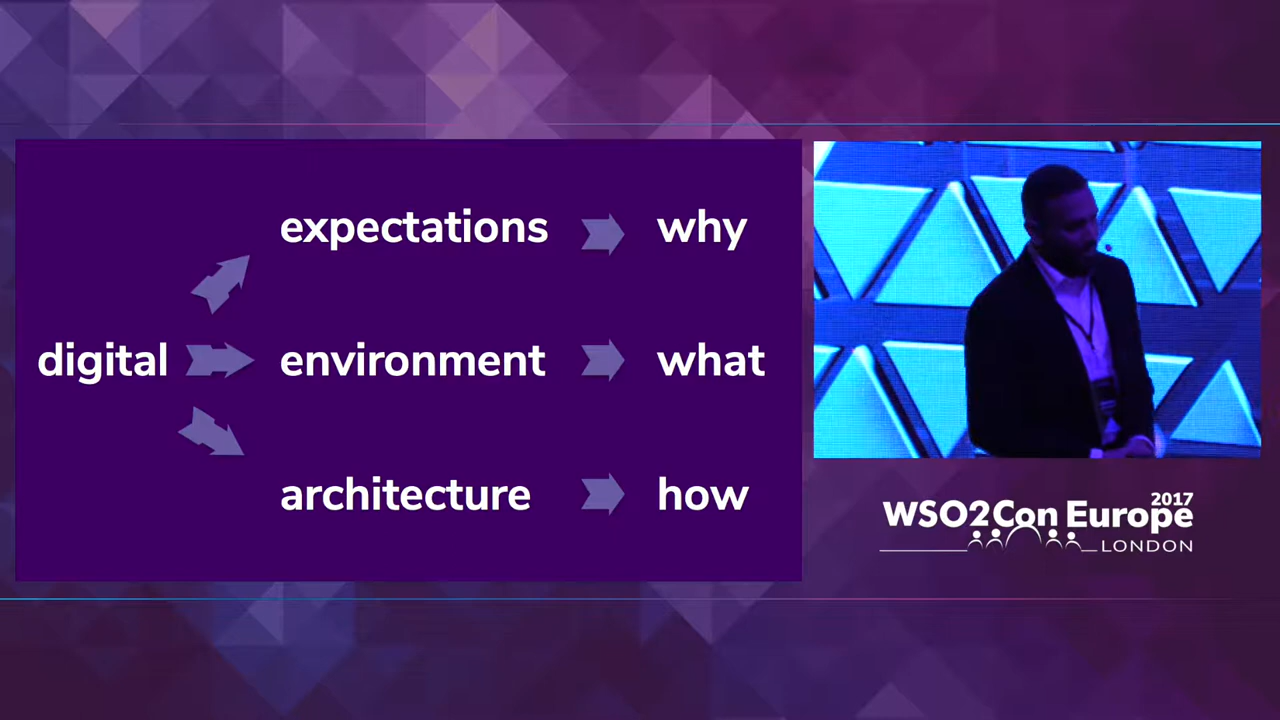 expectations why
digital environment what
architecture how
2017
WSO2Con Europe
LONDON